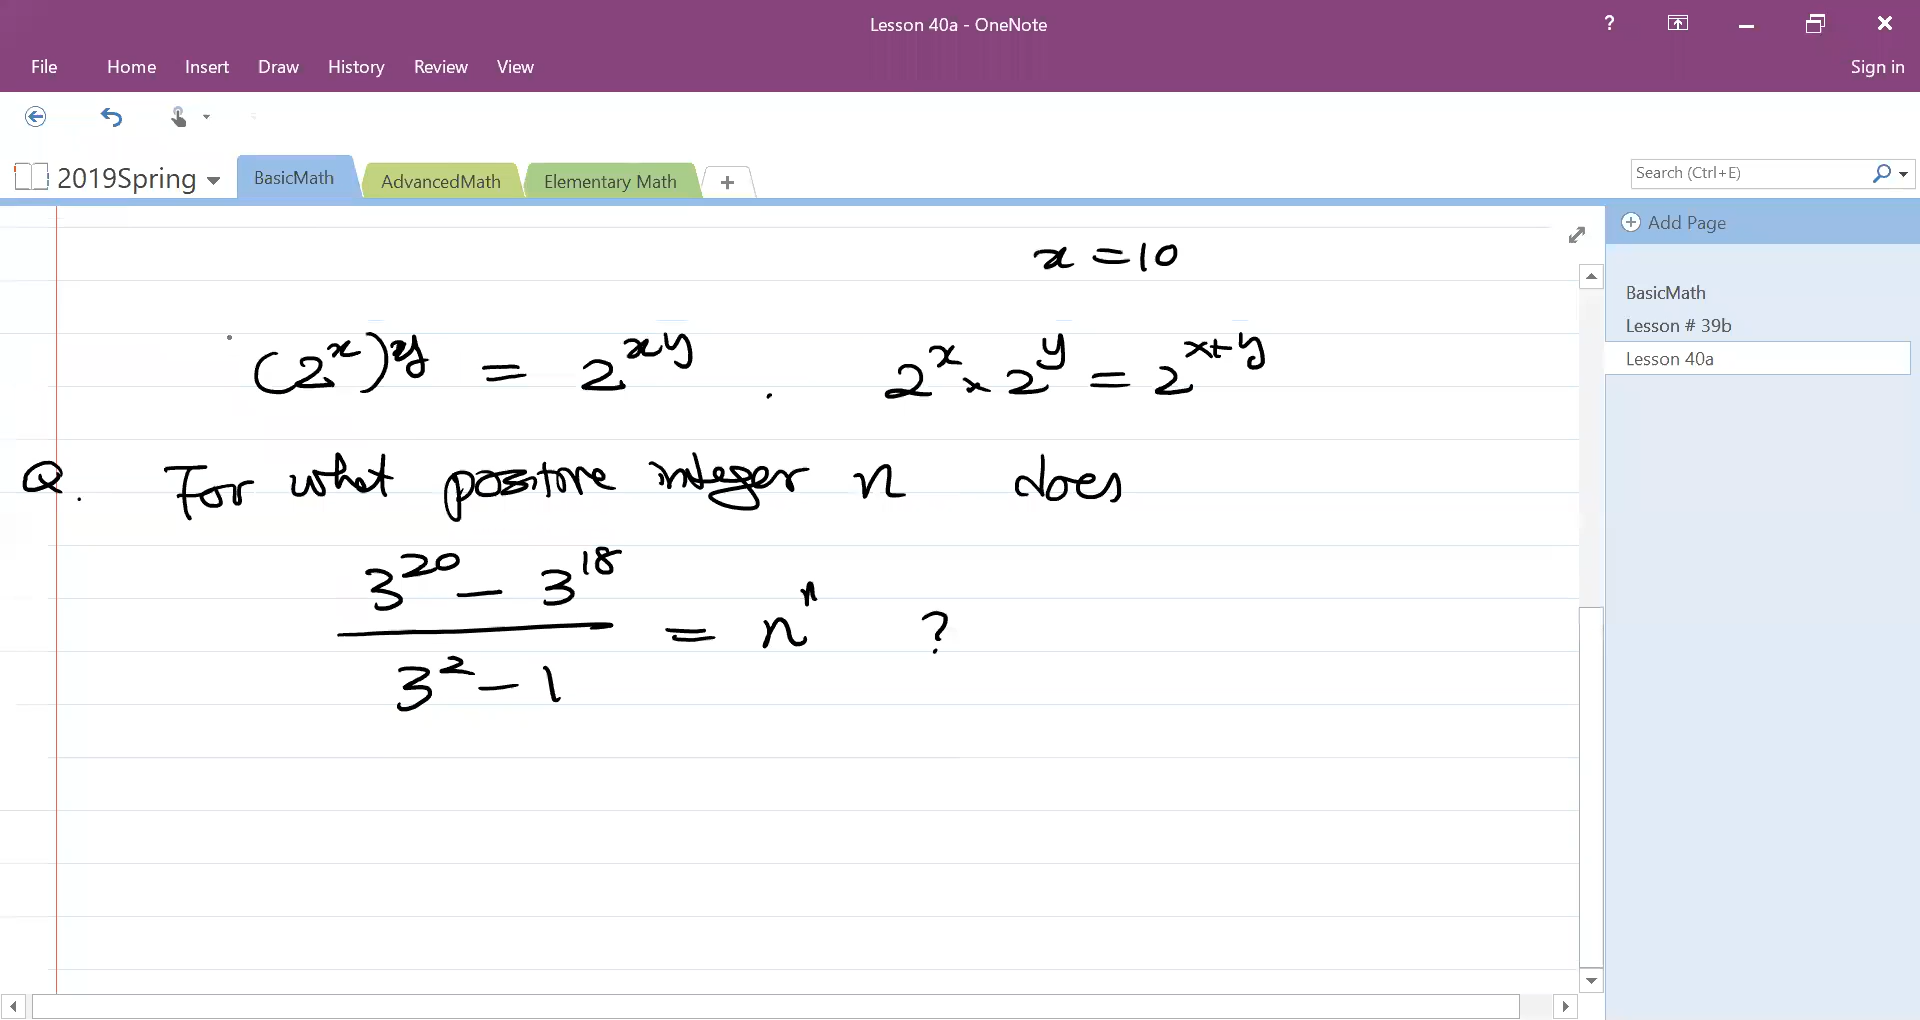 Lesson 40a - OneNote
?
File Home Insert Draw History Review View Sign in
2019Spring BasicMath AdvancedMath Elementary Math +
Search (Ctrl+E)
Add Page
BasicMath
Lesson # 39b
Lesson 40a
x = 10
(2^x)^y = 2^{xy} . 2^x × 2^y = 2^{x+y}
Q. For what positive integer n does
\frac{3^{20} - 3^{18}}{3^2 - 1} = n^n ?